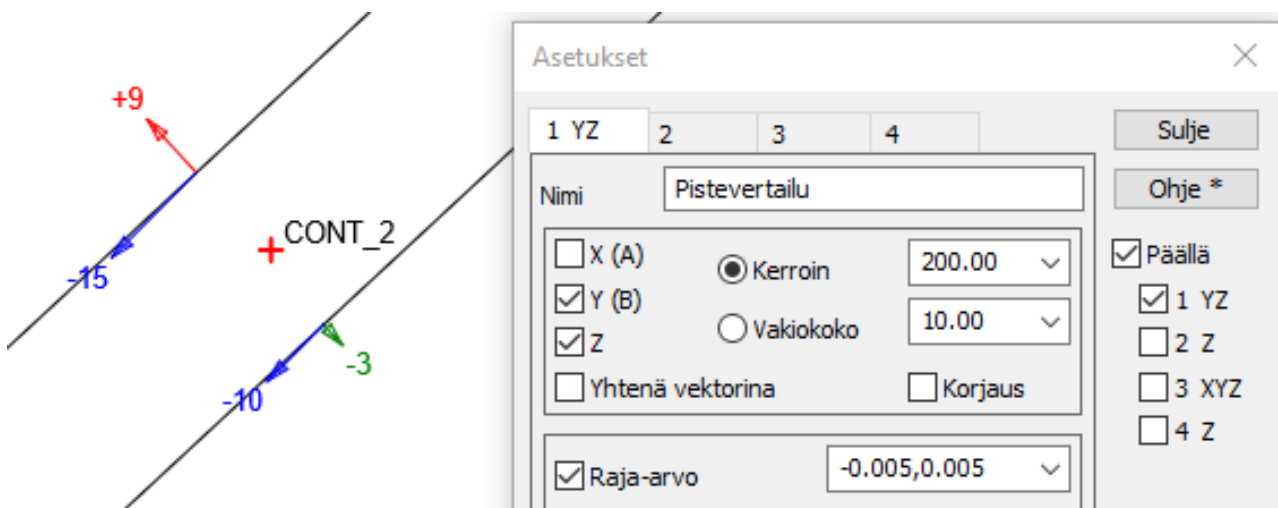 +9
-15
CONT_2
-3
-10
Asetukset
1 YZ
2
3
4
Sulje
Nimi
Pistevertailu
Ohje *
X (A)
Kerroin
200.00
Päällä
Y (B)
Vakiokoko
10.00
1 YZ
Z
2 Z
Yhtenä vektorina
Korjaus
3 XYZ
4 Z
Raja-arvo
-0.005,0.005